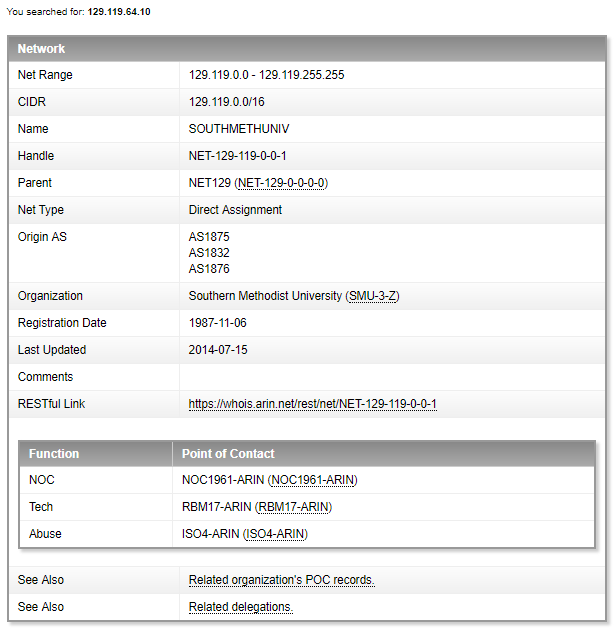 You searched for: 129.119.64.10
Network
Net Range 129.119.0.0 - 129.119.255.255
CIDR 129.119.0.0/16
Name SOUTHMETHUNIV
Handle NET-129-119-0-0-1
Parent NET129 (NET-129-0-0-0-0)
Net Type Direct Assignment
Origin AS AS1875
AS1832
AS1876
Organization Southern Methodist University (SMU-3-Z)
Registration Date 1987-11-06
Last Updated 2014-07-15
Comments
RESTful Link https://whois.arin.net/rest/net/NET-129-119-0-0-1
Function Point of Contact
NOC NOC1961-ARIN (NOC1961-ARIN)
Tech RBM17-ARIN (RBM17-ARIN)
Abuse ISO4-ARIN (ISO4-ARIN)
See Also Related organization's POC records.
See Also Related delegations.